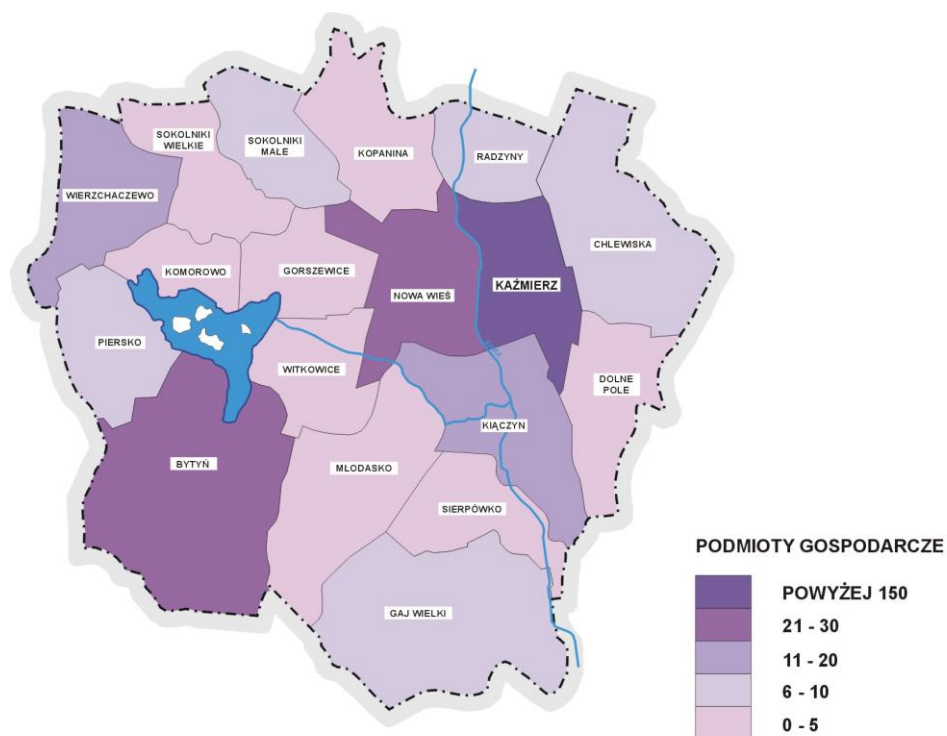 SOKOLNIKI
WIELKIE
SOKOLNIKI
MAŁE
KOPANINA
RADZYNY
WIERZCHACZEWO
CHLEWISKA
KOMOROWO
GORSZEWICE
NOWA WIEŚ
KAŹMIERZ
PIERSKO
WITKOWICE
DOLNE
POLE
KIĄCZYN
BYTYŃ
MŁODASKO
SIERPÓWKO
GAJ WIELKI
PODMIOTY GOSPODARCZE
POWYŻEJ 150
21 - 30
11 - 20
6 - 10
0 - 5